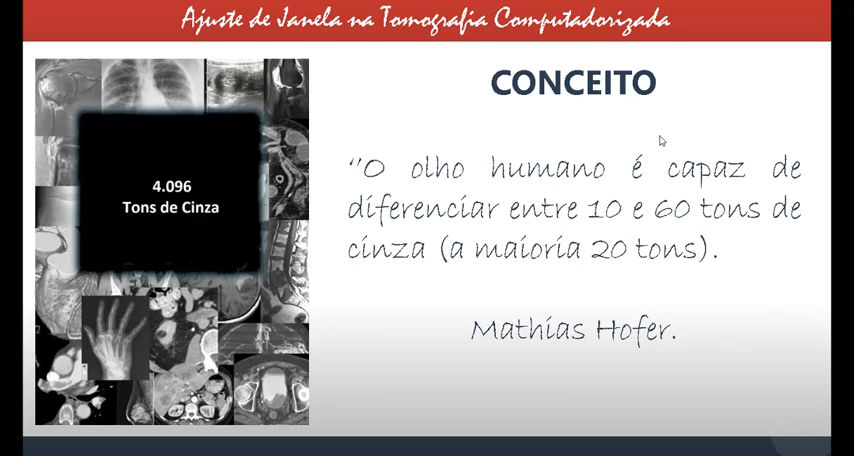 Ajuste de Janela na Tomografia Computadorizada
4.096
Tons de Cinza
CONCEITO
‘‘O olho humano é capaz de
diferenciar entre 10 e 60 tons de
cinza (a maioria 20 tons).
Mathias Hofer.